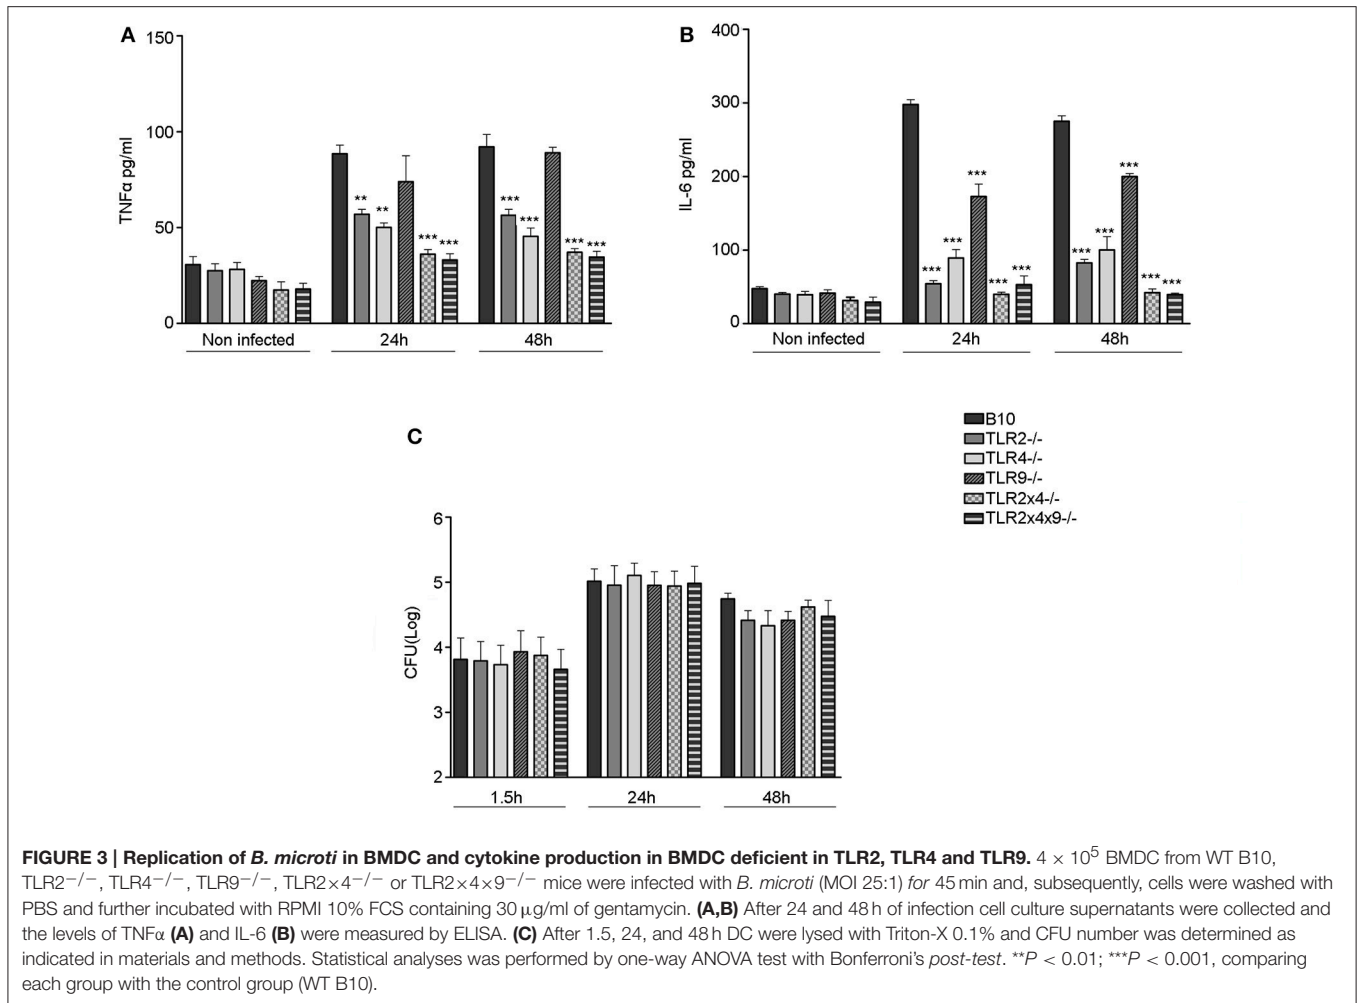 A
150
100
50
0
TNFα pg/ml
**
**
***
***
***
***
***
***
Non infected
24h
48h
B
400
300
200
100
0
IL-6 pg/ml
***
***
***
***
***
***
***
***
***
***
Non infected
24h
48h
C
6
5
4
3
2
CFU(Log)
1.5h
24h
48h
B10
TLR2-/-
TLR4-/-
TLR9-/-
TLR2x4-/-
TLR2x4x9-/-
FIGURE 3 | Replication of B. microti in BMDC and cytokine production in BMDC deficient in TLR2, TLR4 and TLR9. 4 × 10⁵ BMDC from WT B10,
TLR2⁻/⁻, TLR4⁻/⁻, TLR9⁻/⁻, TLR2×4⁻/⁻ or TLR2×4×9⁻/⁻ mice were infected with B. microti (MOI 25:1) for 45 min and, subsequently, cells were washed with
PBS and further incubated with RPMI 10% FCS containing 30 μg/ml of gentamycin. (A,B) After 24 and 48 h of infection cell culture supernatants were collected and
the levels of TNFα (A) and IL-6 (B) were measured by ELISA. (C) After 1.5, 24, and 48 h DC were lysed with Triton-X 0.1% and CFU number was determined as
indicated in materials and methods. Statistical analyses was performed by one-way ANOVA test with Bonferroni's post-test. **P < 0.01; ***P < 0.001, comparing
each group with the control group (WT B10).